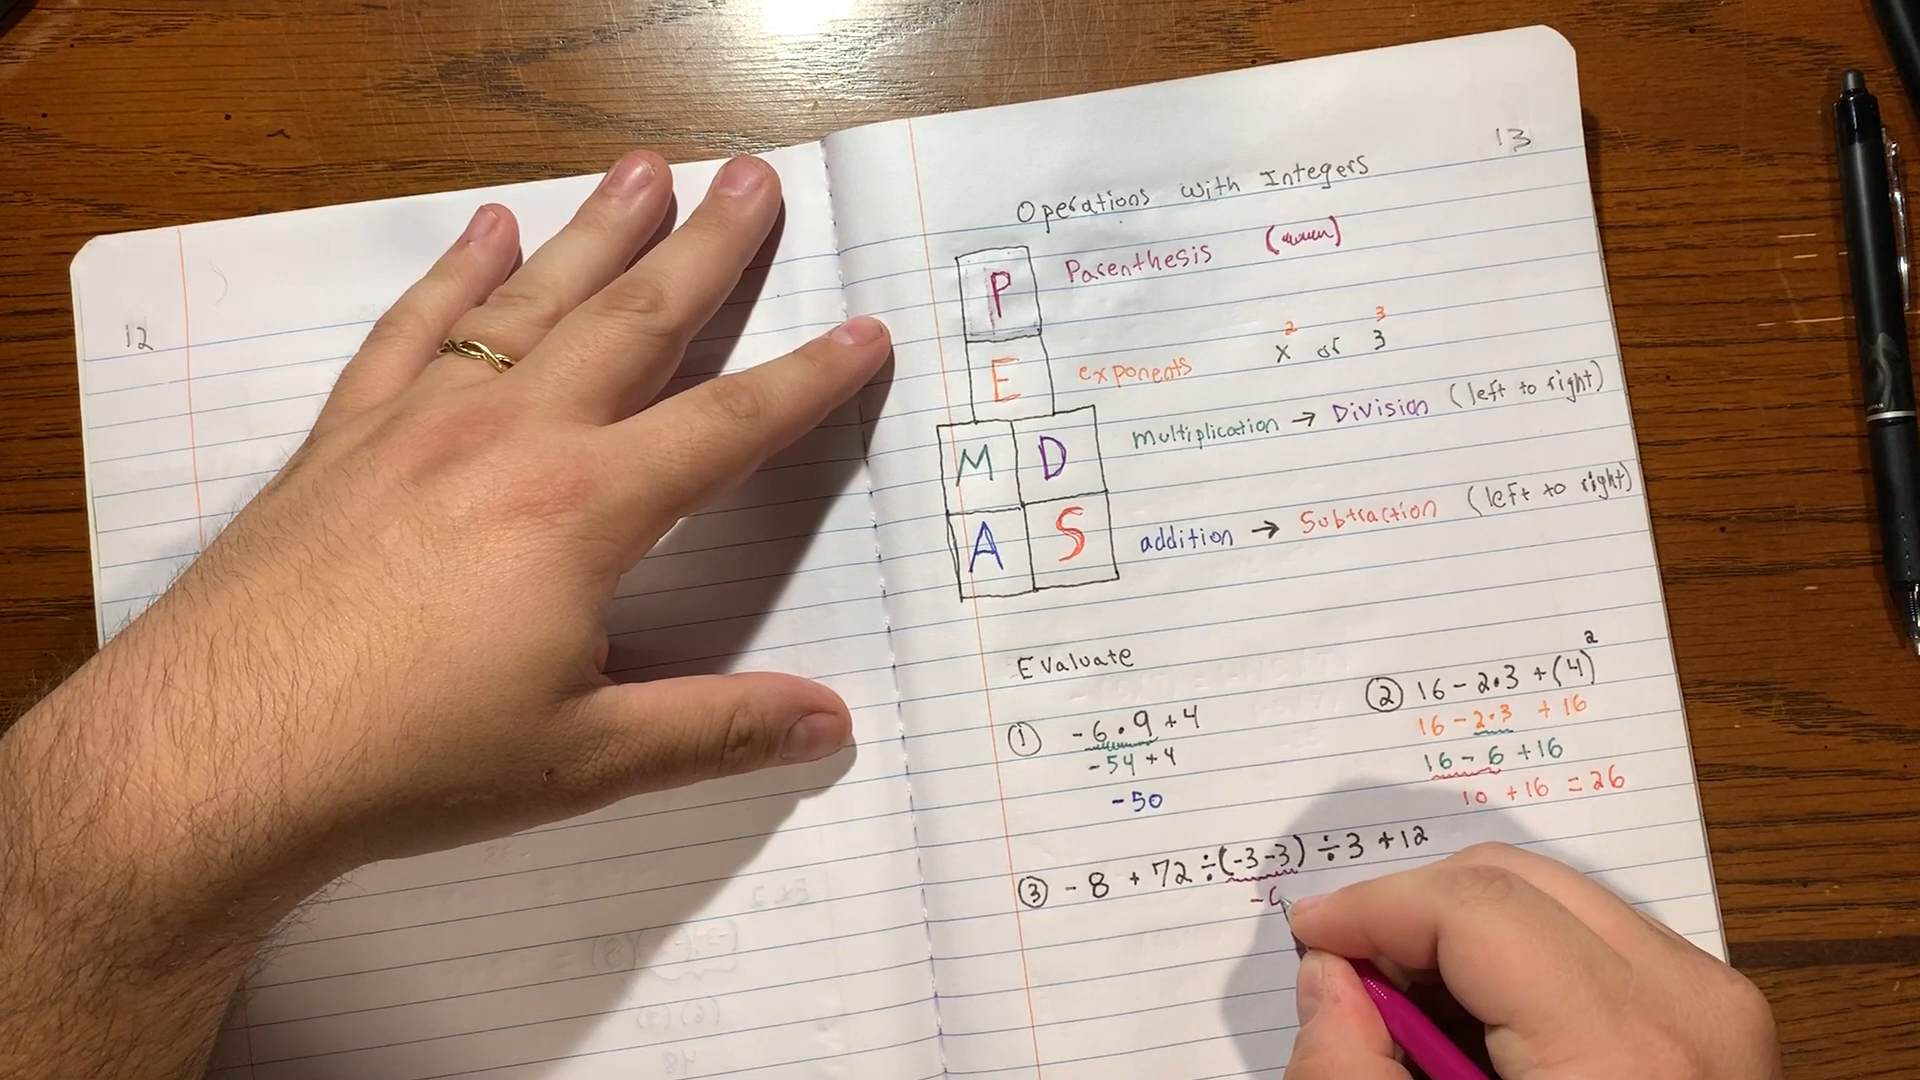 12
13
Operations with Integers
P Parenthesis
E exponents x² or 3³
M D multiplication → Division (left to right)
A S addition → Subtraction (left to right)
Evaluate
① -6•9+4
-54+4
-50
② 16-2•3+(4)²
16-2•3+16
16-6+16
10+16=26
③ -8+72÷(-3-3)÷3+12